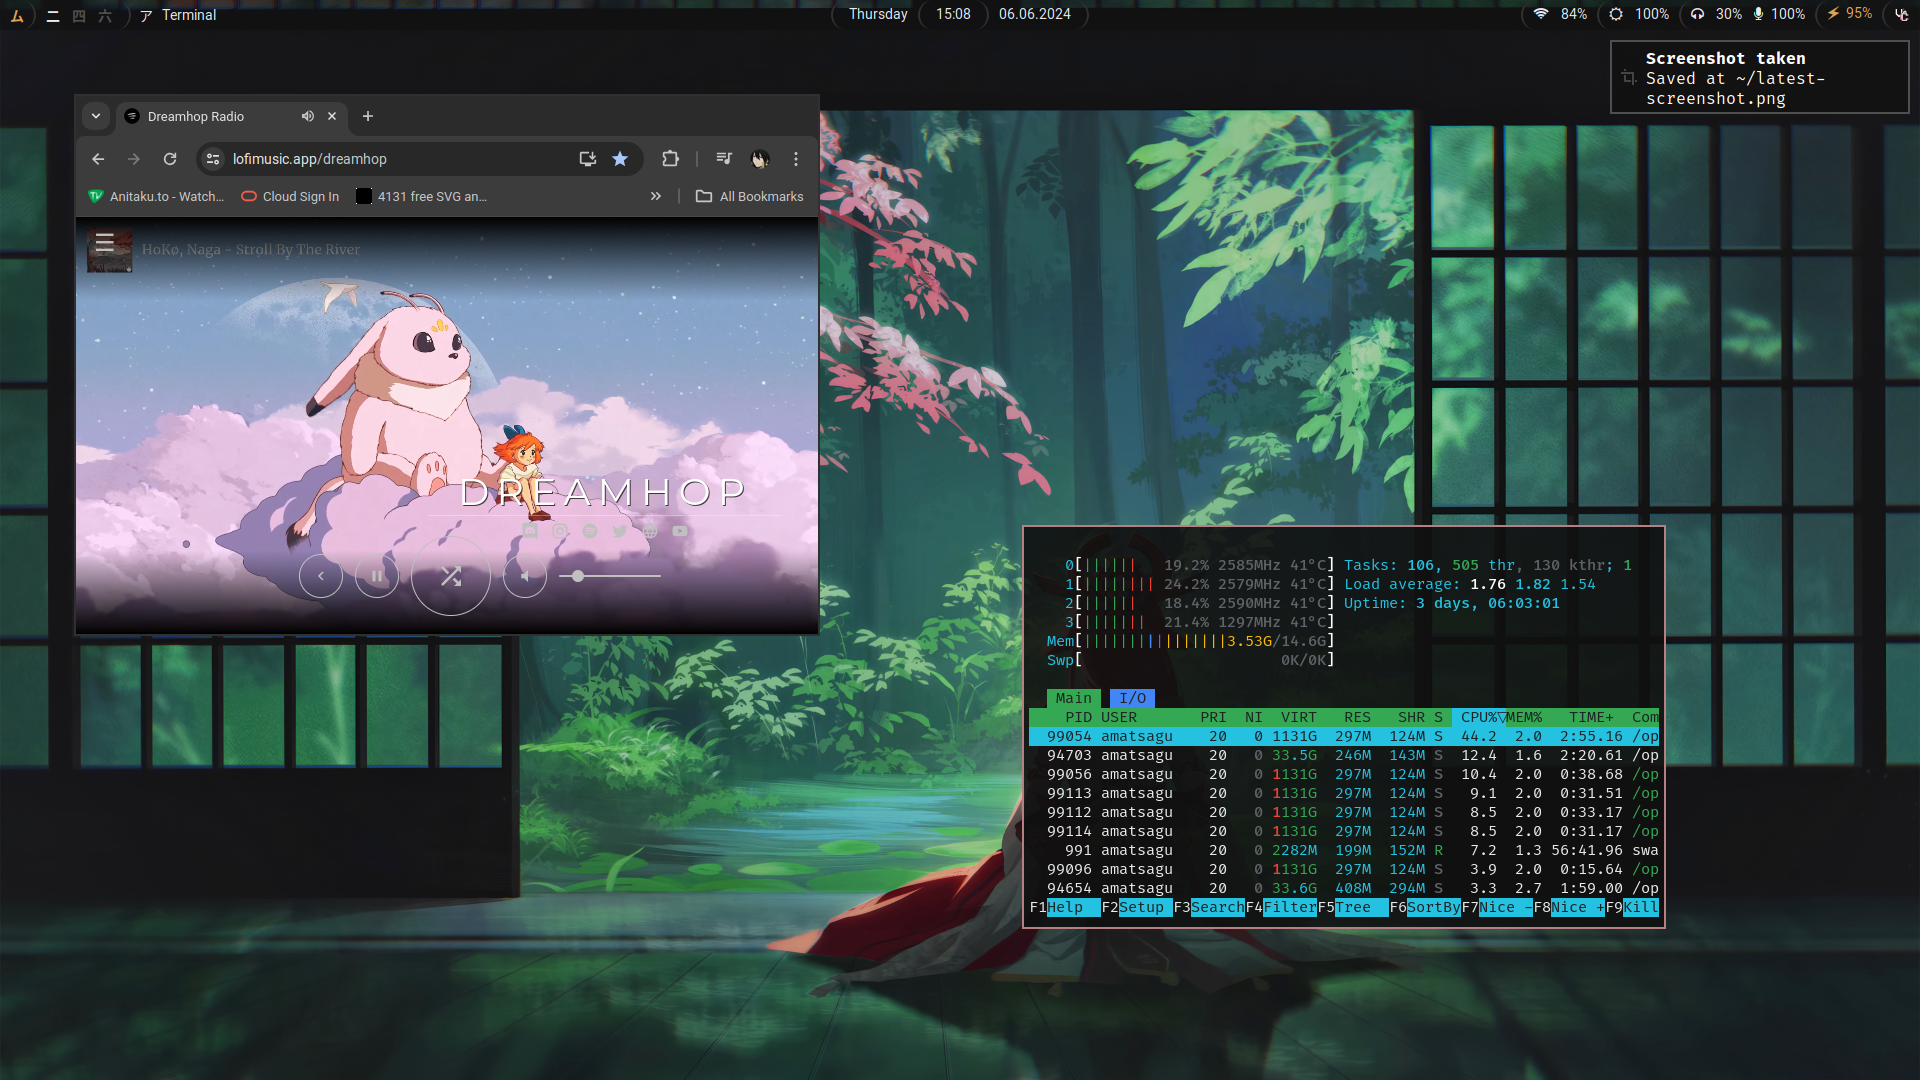 ム 二 四 六 ア Terminal
Thursday 15:08 06.06.2024
84% 100% 30% 100% 95%
Screenshot taken
Saved at ~/latest-
screenshot.png
Dreamhop Radio
lofimusic.app/dreamhop
Anitaku.to - Watch... Cloud Sign In 4131 free SVG an... » All Bookmarks
HoKø, Naga - Stroll By The River
DREAMHOP
0[|||||| 19.2% 2585MHz 41°C] Tasks: 106, 505 thr, 130 kthr; 1
1[|||||||| 24.2% 2579MHz 41°C] Load average: 1.76 1.82 1.54
2[|||||| 18.4% 2590MHz 41°C] Uptime: 3 days, 06:03:01
3[||||||| 21.4% 1297MHz 41°C]
Mem[||||||||||||||||3.53G/14.6G]
Swp[ 0K/0K]
Main I/O
PID USER PRI NI VIRT RES SHR S CPU%▽MEM% TIME+ Com
99054 amatsagu 20 0 1131G 297M 124M S 44.2 2.0 2:55.16 /op
94703 amatsagu 20 0 33.5G 246M 143M S 12.4 1.6 2:20.61 /op
99056 amatsagu 20 0 1131G 297M 124M S 10.4 2.0 0:38.68 /op
99113 amatsagu 20 0 1131G 297M 124M S 9.1 2.0 0:31.51 /op
99112 amatsagu 20 0 1131G 297M 124M S 8.5 2.0 0:33.17 /op
99114 amatsagu 20 0 1131G 297M 124M S 8.5 2.0 0:31.17 /op
991 amatsagu 20 0 2282M 199M 152M R 7.2 1.3 56:41.96 swa
99096 amatsagu 20 0 1131G 297M 124M S 3.9 2.0 0:15.64 /op
94654 amatsagu 20 0 33.6G 408M 294M S 3.3 2.7 1:59.00 /op
F1Help F2Setup F3SearchF4FilterF5Tree F6SortByF7Nice -F8Nice +F9Kill